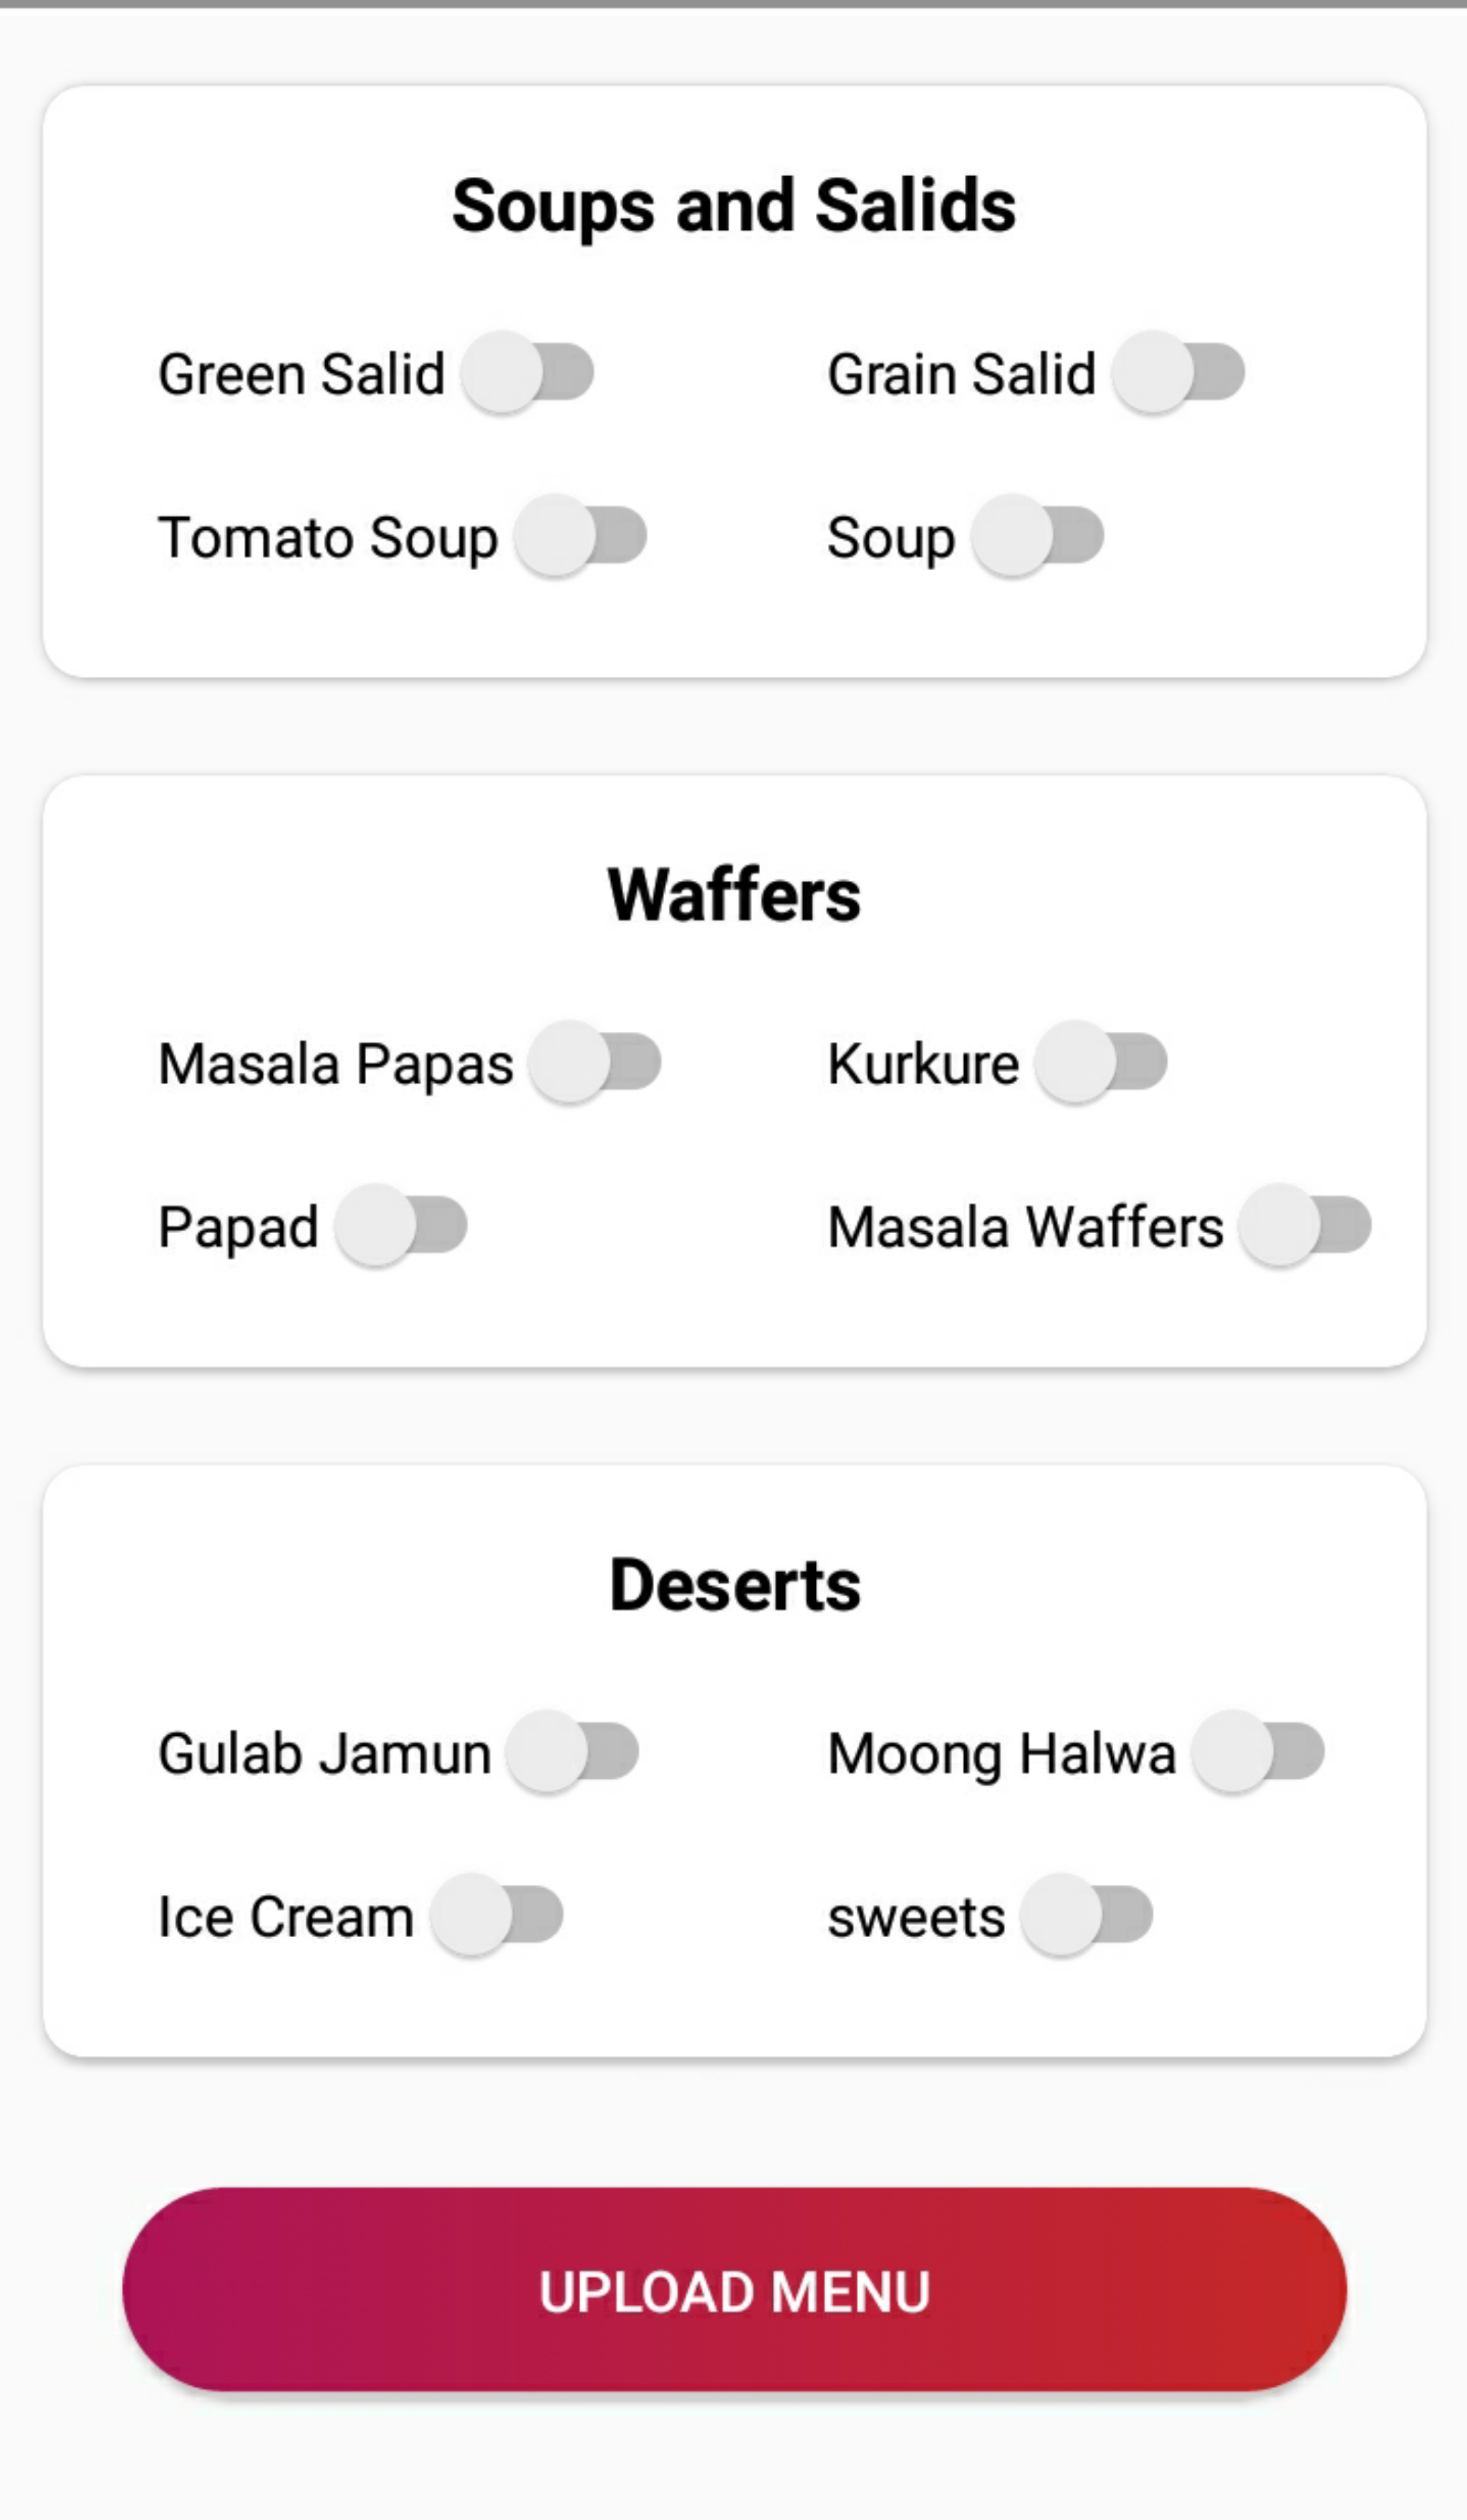 Soups and Salids
Green Salid Grain Salid
Tomato Soup Soup
Waffers
Masala Papas Kurkure
Papad Masala Waffers
Deserts
Gulab Jamun Moong Halwa
Ice Cream sweets
UPLOAD MENU